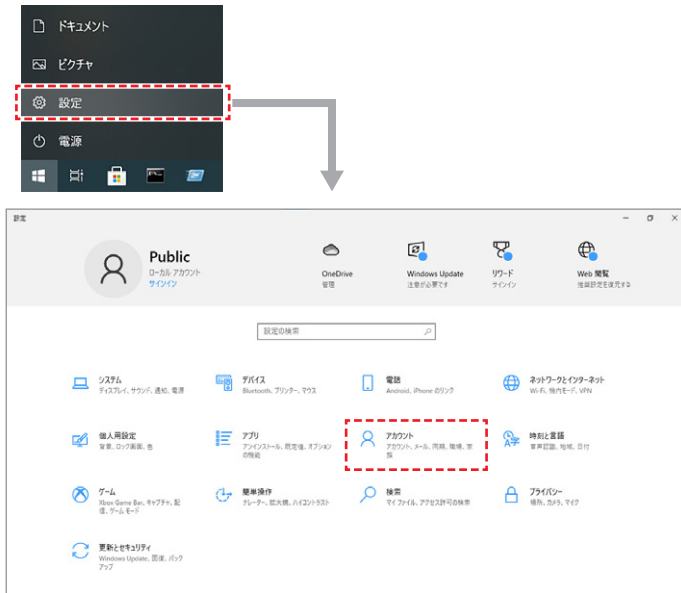 ドキュメント
ピクチャ
設定
電源
設定
Public
ローカル アカウント
サインイン
OneDrive
管理
Windows Update
注意が必要です
リワード
サインイン
Web 閲覧
推奨設定を復元する
設定の検索
システム
ディスプレイ、サウンド、通知、電源
デバイス
Bluetooth、プリンター、マウス
電話
Android、iPhone のリンク
ネットワークとインターネット
Wi-Fi、機内モード、VPN
個人用設定
背景、ロック画面、色
アプリ
アンインストール、既定値、オプション
の機能
アカウント
アカウント、メール、同期、職場、家
族
時刻と言語
音声認識、地域、日付
ゲーム
Xbox Game Bar、キャプチャ、配
信、ゲーム モード
簡単操作
ナレーター、拡大鏡、ハイコントラスト
検索
マイ ファイル、アクセス許可の検索
プライバシー
場所、カメラ、マイク
更新とセキュリティ
Windows Update、回復、バック
アップ